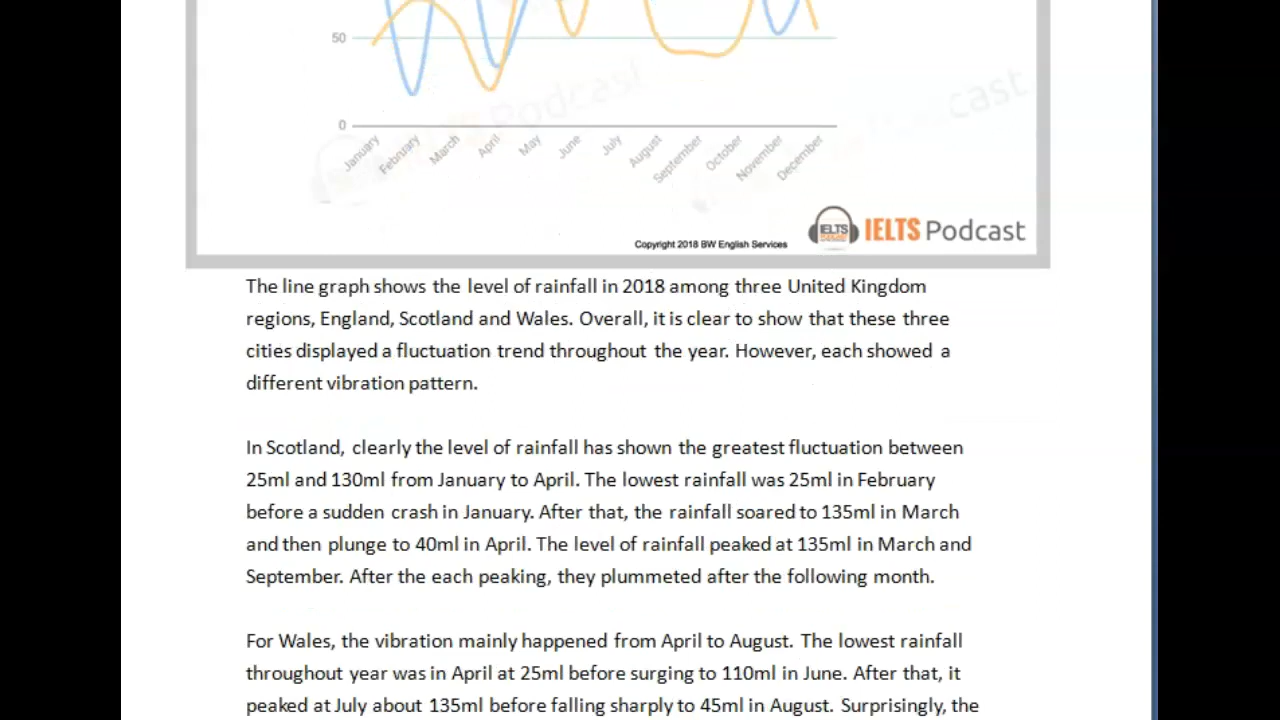 50
0
January
February
March
April
May
June
July
August
September
October
November
December
Podcast
cast
ELTS
IELTS Podcast
Copyright 2018 BW English Services
The line graph shows the level of rainfall in 2018 among three United Kingdom
regions, England, Scotland and Wales. Overall, it is clear to show that these three
cities displayed a fluctuation trend throughout the year. However, each showed a
different vibration pattern.
In Scotland, clearly the level of rainfall has shown the greatest fluctuation between
25ml and 130ml from January to April. The lowest rainfall was 25ml in February
before a sudden crash in January. After that, the rainfall soared to 135ml in March
and then plunge to 40ml in April. The level of rainfall peaked at 135ml in March and
September. After the each peaking, they plummeted after the following month.
For Wales, the vibration mainly happened from April to August. The lowest rainfall
throughout year was in April at 25ml before surging to 110ml in June. After that, it
peaked at July about 135ml before falling sharply to 45ml in August. Surprisingly, the